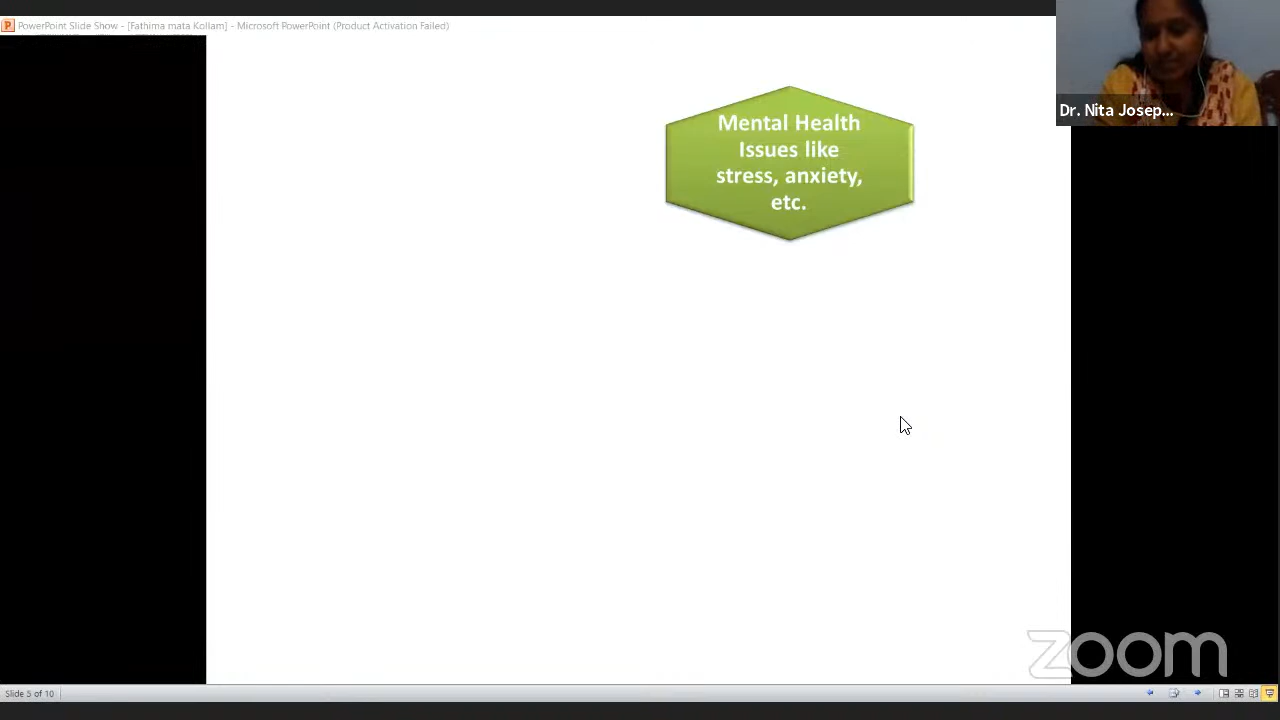 PowerPoint Slide Show - [Fathima mata Kollam] - Microsoft PowerPoint (Product Activation Failed)
Mental Health
Issues like
stress, anxiety,
etc.
Dr. Nita Josep...
zoom
Slide 5 of 10